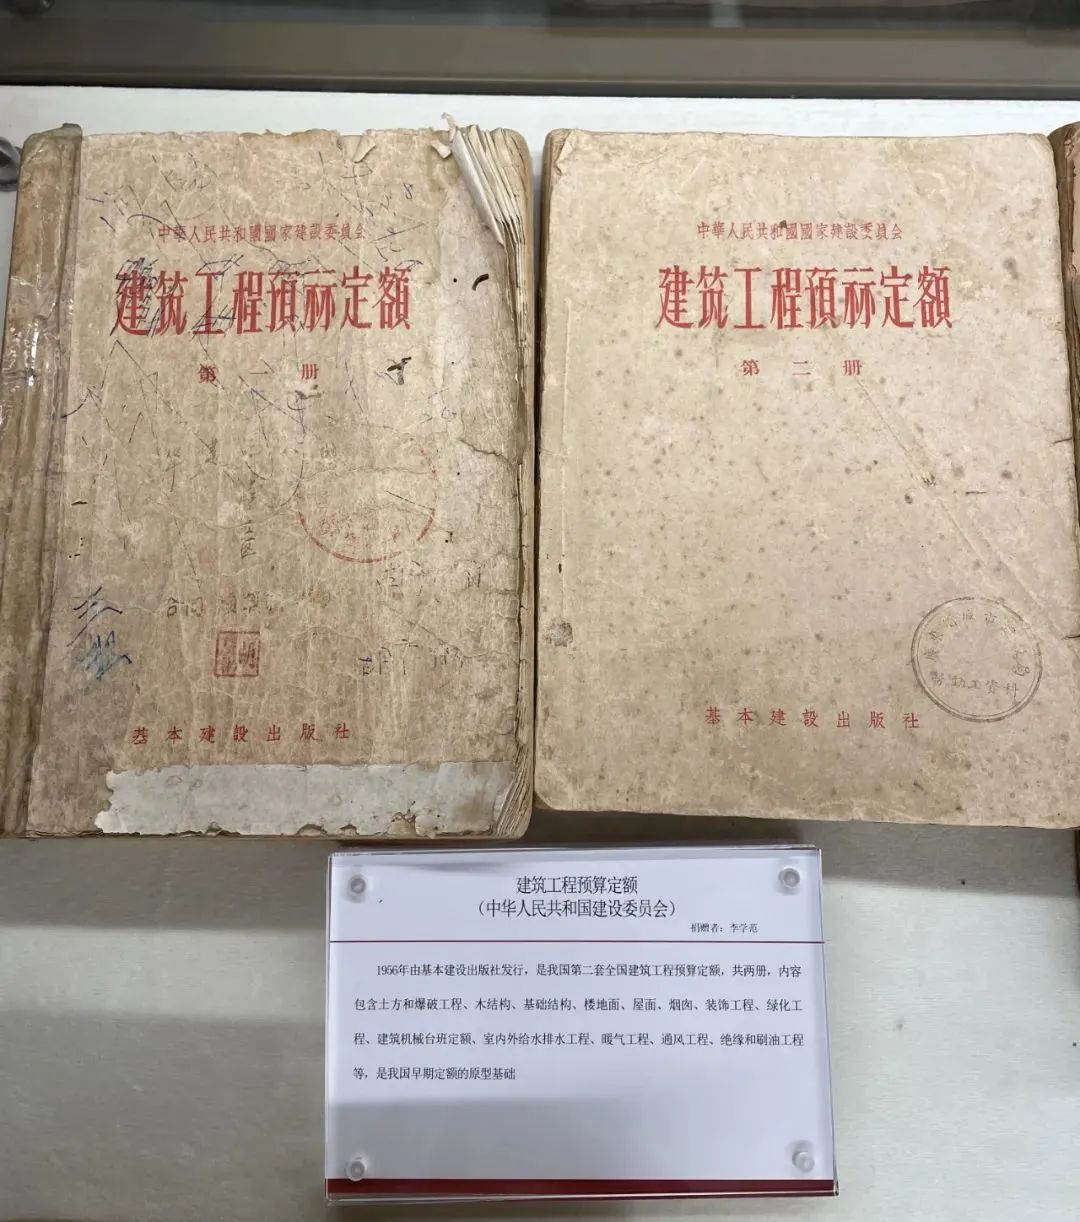 中華人民共和國國家建設委員会
建筑工程預祘定額
第一册
基本建設出版社
中華人民共和國國家建設委員会
建筑工程預祘定額
第二册
劳动工资科
基本建設出版社
建筑工程预算定额
（中华人民共和国建设委员会）
捐赠者：李学范
1956年由基本建设出版社发行，是我国第二套全国建筑工程预算定额，共两册，内容
包含土方和爆破工程、木结构、基础结构、楼地面、屋面、烟囱、装饰工程、绿化工
程、建筑机械台班定额、室内外给水排水工程、暖气工程、通风工程、绝缘和刷油工程
等，是我国早期定额的原型基础